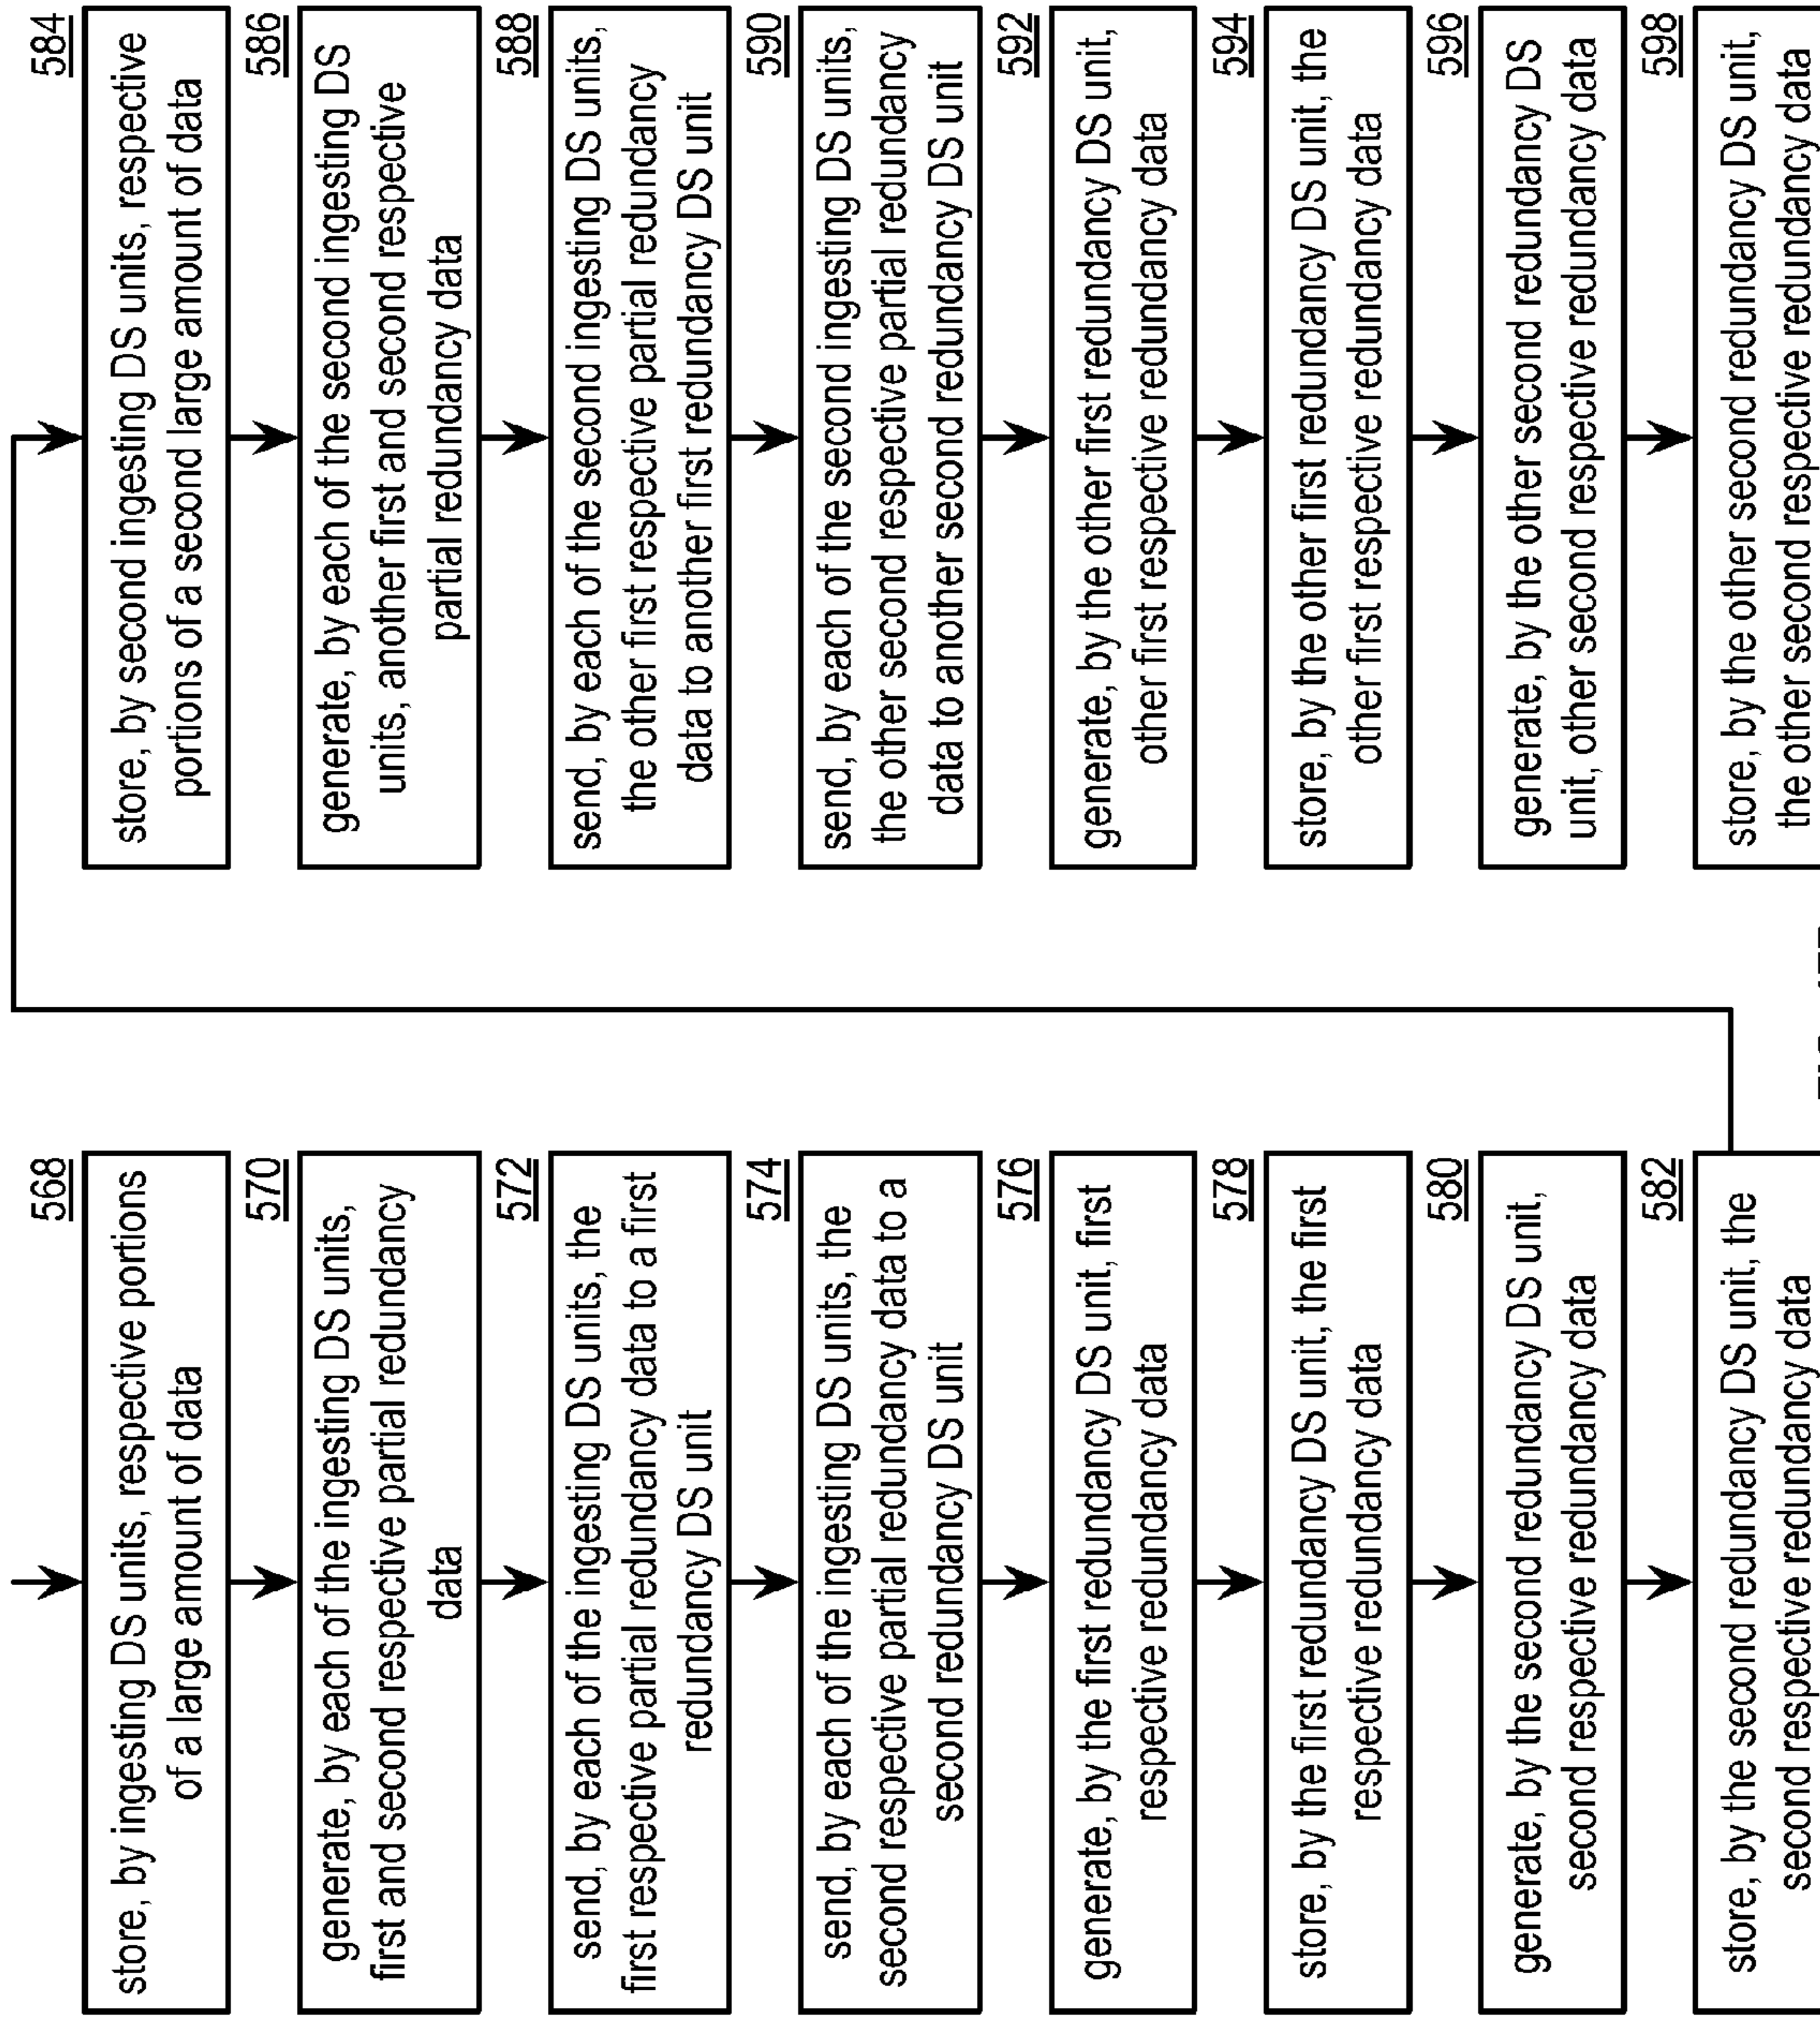 568
store, by ingesting DS units, respective portions
of a large amount of data
570
generate, by each of the ingesting DS units,
first and second respective partial redundancy
data
572
send, by each of the ingesting DS units, the
first respective partial redundancy data to a first
redundancy DS unit
574
send, by each of the ingesting DS units, the
second respective partial redundancy data to a
second redundancy DS unit
576
generate, by the first redundancy DS unit, first
respective redundancy data
578
store, by the first redundancy DS unit, the first
respective redundancy data
580
generate, by the second redundancy DS unit,
second respective redundancy data
582
store, by the second redundancy DS unit, the
second respective redundancy data
584
store, by second ingesting DS units, respective
portions of a second large amount of data
586
generate, by each of the second ingesting DS
units, another first and second respective
partial redundancy data
588
send, by each of the second ingesting DS units,
the other first respective partial redundancy
data to another first redundancy DS unit
590
send, by each of the second ingesting DS units,
the other second respective partial redundancy
data to another second redundancy DS unit
592
generate, by the other first redundancy DS unit,
other first respective redundancy data
594
store, by the other first redundancy DS unit, the
other first respective redundancy data
596
generate, by the other second redundancy DS
unit, other second respective redundancy data
598
store, by the other second redundancy DS unit,
the other second respective redundancy data